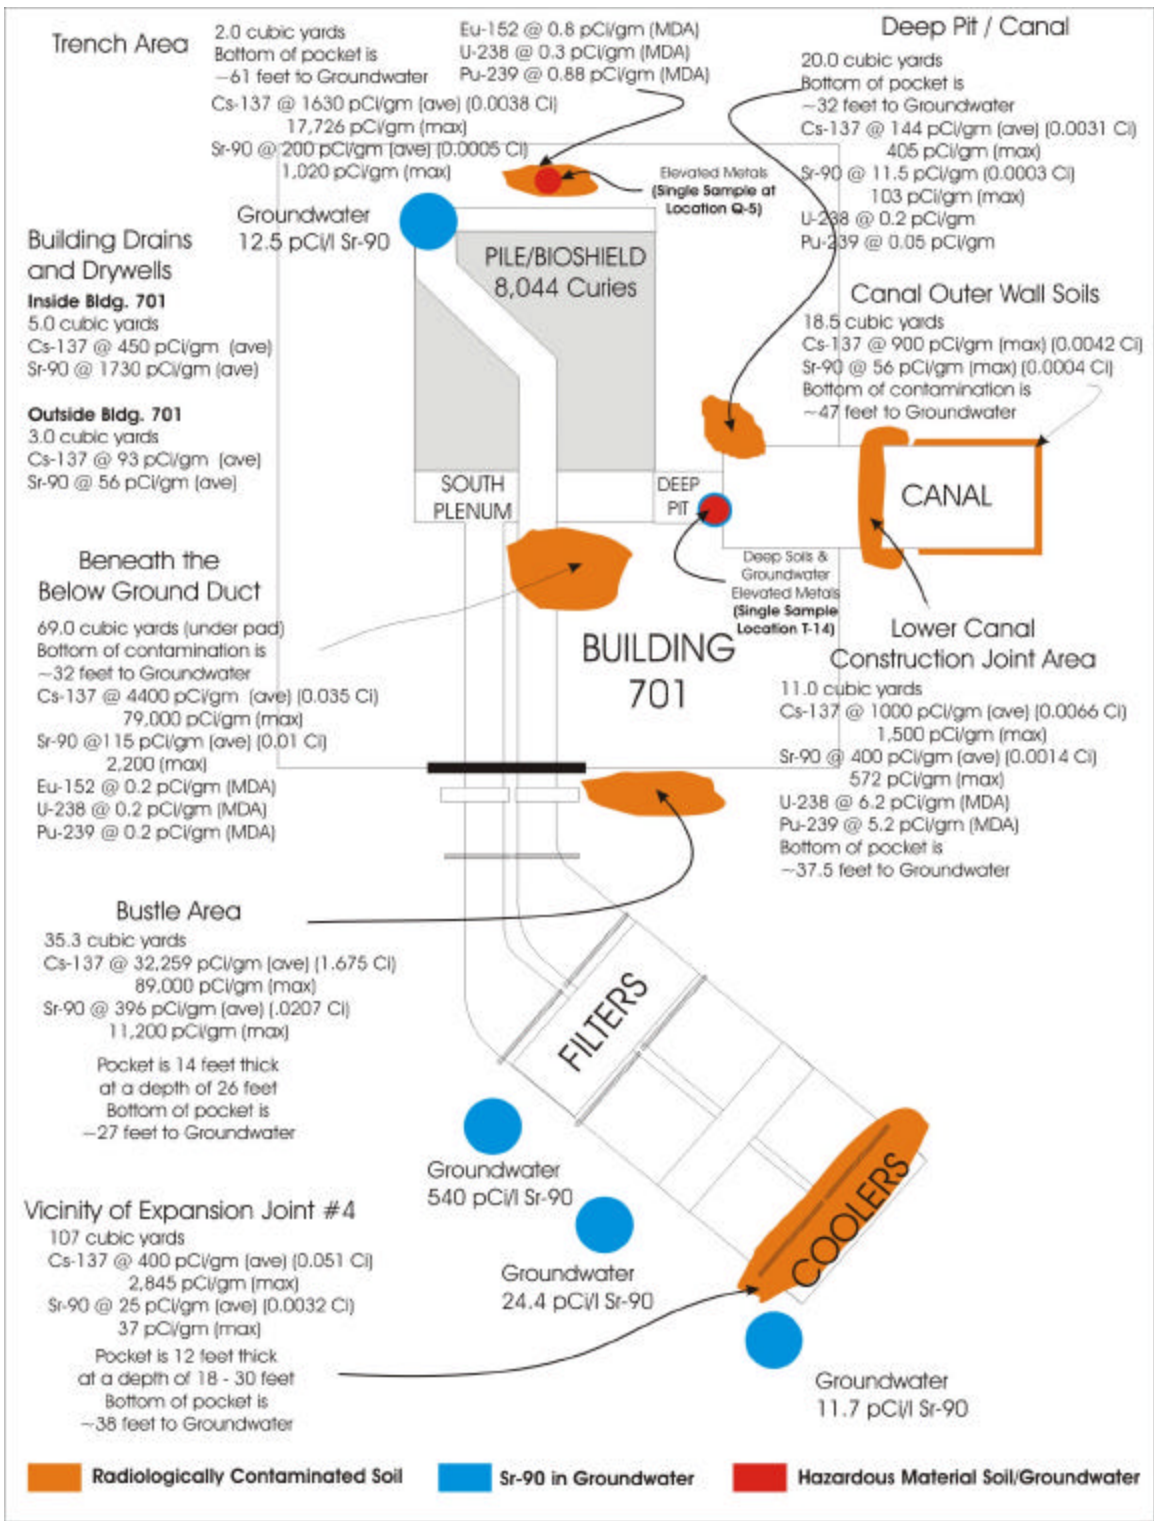 Trench Area
2.0 cubic yards
Bottom of pocket is
~61 feet to Groundwater
Cs-137 @ 1630 pCi/gm (ave) (0.0038 Ci)
17,726 pCi/gm (max)
Sr-90 @ 200 pCi/gm (ave) (0.0005 Ci)
1,020 pCi/gm (max)
Eu-152 @ 0.8 pCi/gm (MDA)
U-238 @ 0.3 pCi/gm (MDA)
Pu-239 @ 0.88 pCi/gm (MDA)
Deep Pit / Canal
20.0 cubic yards
Bottom of pocket is
~32 feet to Groundwater
Cs-137 @ 144 pCi/gm (ave) (0.0031 Ci)
405 pCi/gm (max)
Sr-90 @ 11.5 pCi/gm (0.0003 Ci)
103 pCi/gm (max)
U-238 @ 0.2 pCi/gm
Pu-239 @ 0.05 pCi/gm
Elevated Metals
(Single Sample at
Location Q-5)
Groundwater
12.5 pCi/l Sr-90
Building Drains
and Drywells
Inside Bldg. 701
5.0 cubic yards
Cs-137 @ 450 pCi/gm (ave)
Sr-90 @ 1730 pCi/gm (ave)
Outside Bldg. 701
3.0 cubic yards
Cs-137 @ 93 pCi/gm (ave)
Sr-90 @ 56 pCi/gm (ave)
PILE/BIOSHIELD
8,044 Curies
Canal Outer Wall Soils
18.5 cubic yards
Cs-137 @ 900 pCi/gm (max) (0.0042 Ci)
Sr-90 @ 56 pCi/gm (max) (0.0004 Ci)
Bottom of contamination is
~47 feet to Groundwater
SOUTH
PLENUM
DEEP
PIT
CANAL
Deep Soils &
Groundwater
Elevated Metals
(Single Sample
Location T-14)
Beneath the
Below Ground Duct
69.0 cubic yards (under pad)
Bottom of contamination is
~32 feet to Groundwater
Cs-137 @ 4400 pCi/gm (ave) (0.035 Ci)
79,000 pCi/gm (max)
Sr-90 @115 pCi/gm (ave) (0.01 Ci)
2,200 (max)
Eu-152 @ 0.2 pCi/gm (MDA)
U-238 @ 0.2 pCi/gm (MDA)
Pu-239 @ 0.2 pCi/gm (MDA)
BUILDING
701
Lower Canal
Construction Joint Area
11.0 cubic yards
Cs-137 @ 1000 pCi/gm (ave) (0.0066 Ci)
1,500 pCi/gm (max)
Sr-90 @ 400 pCi/gm (ave) (0.0014 Ci)
572 pCi/gm (max)
U-238 @ 6.2 pCi/gm (MDA)
Pu-239 @ 5.2 pCi/gm (MDA)
Bottom of pocket is
~37.5 feet to Groundwater
Bustle Area
35.3 cubic yards
Cs-137 @ 32,259 pCi/gm (ave) (1.675 Ci)
89,000 pCi/gm (max)
Sr-90 @ 396 pCi/gm (ave) (.0207 Ci)
11,200 pCi/gm (max)
Pocket is 14 feet thick
at a depth of 26 feet
Bottom of pocket is
~27 feet to Groundwater
FILTERS
COOLERS
Groundwater
540 pCi/l Sr-90
Groundwater
24.4 pCi/l Sr-90
Groundwater
11.7 pCi/l Sr-90
Vicinity of Expansion Joint #4
107 cubic yards
Cs-137 @ 400 pCi/gm (ave) (0.051 Ci)
2,845 pCi/gm (max)
Sr-90 @ 25 pCi/gm (ave) (0.0032 Ci)
37 pCi/gm (max)
Pocket is 12 feet thick
at a depth of 18 - 30 feet
Bottom of pocket is
~38 feet to Groundwater
Radiologically Contaminated Soil
Sr-90 in Groundwater
Hazardous Material Soil/Groundwater